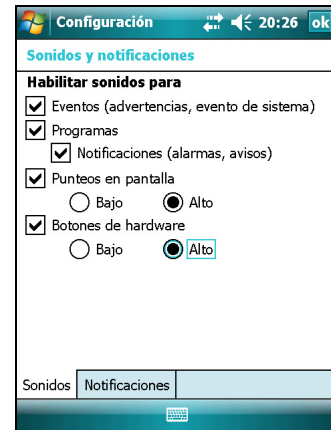 Configuración 20:26 ok
Sonidos y notificaciones
Habilitar sonidos para
Eventos (advertencias, evento de sistema)
Programas
Notificaciones (alarmas, avisos)
Punteos en pantalla
Bajo Alto
Botones de hardware
Bajo Alto
Sonidos Notificaciones